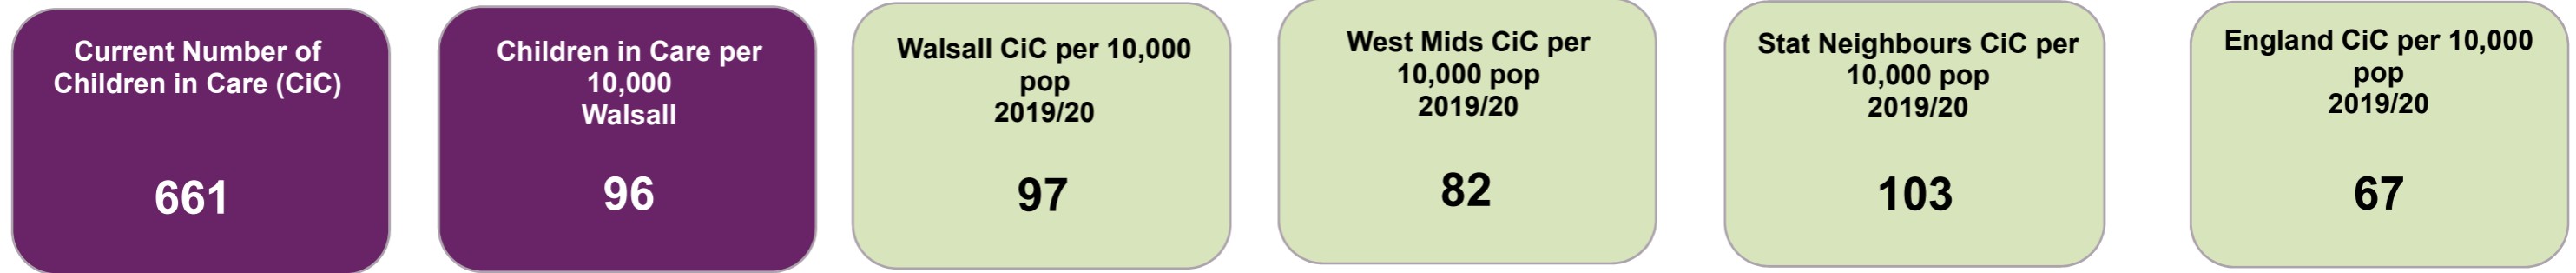 Current Number of
Children in Care (CiC)
661
Children in Care per
10,000
Walsall
96
Walsall CiC per 10,000
pop
2019/20
97
West Mids CiC per
10,000 pop
2019/20
82
Stat Neighbours CiC per
10,000 pop
2019/20
103
England CiC per 10,000
pop
2019/20
67